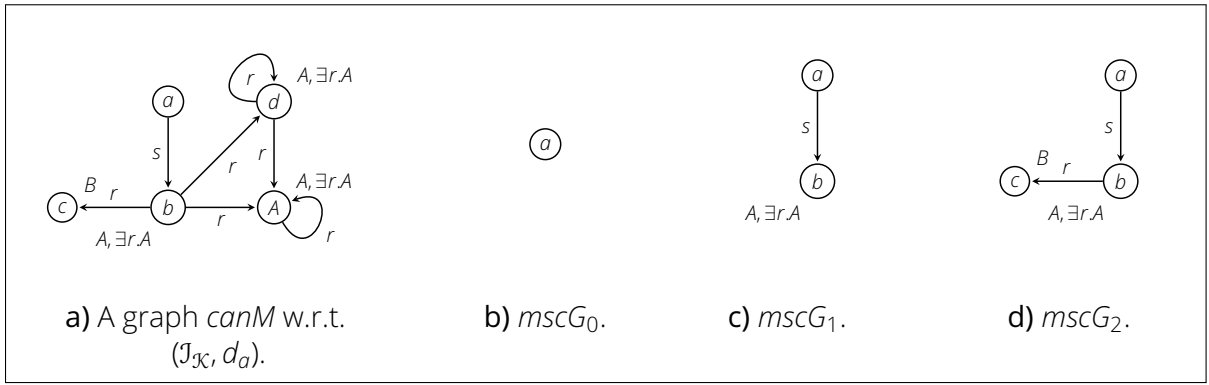 a
s
b
c
B
r
A, ∃r.A
r
r
d
r
A, ∃r.A
r
A
A, ∃r.A
r
a) A graph canM w.r.t.
(ℐ𝒦, dₐ).
a
b) mscG₀.
a
s
b
A, ∃r.A
c) mscG₁.
a
s
B
r
c
b
A, ∃r.A
d) mscG₂.